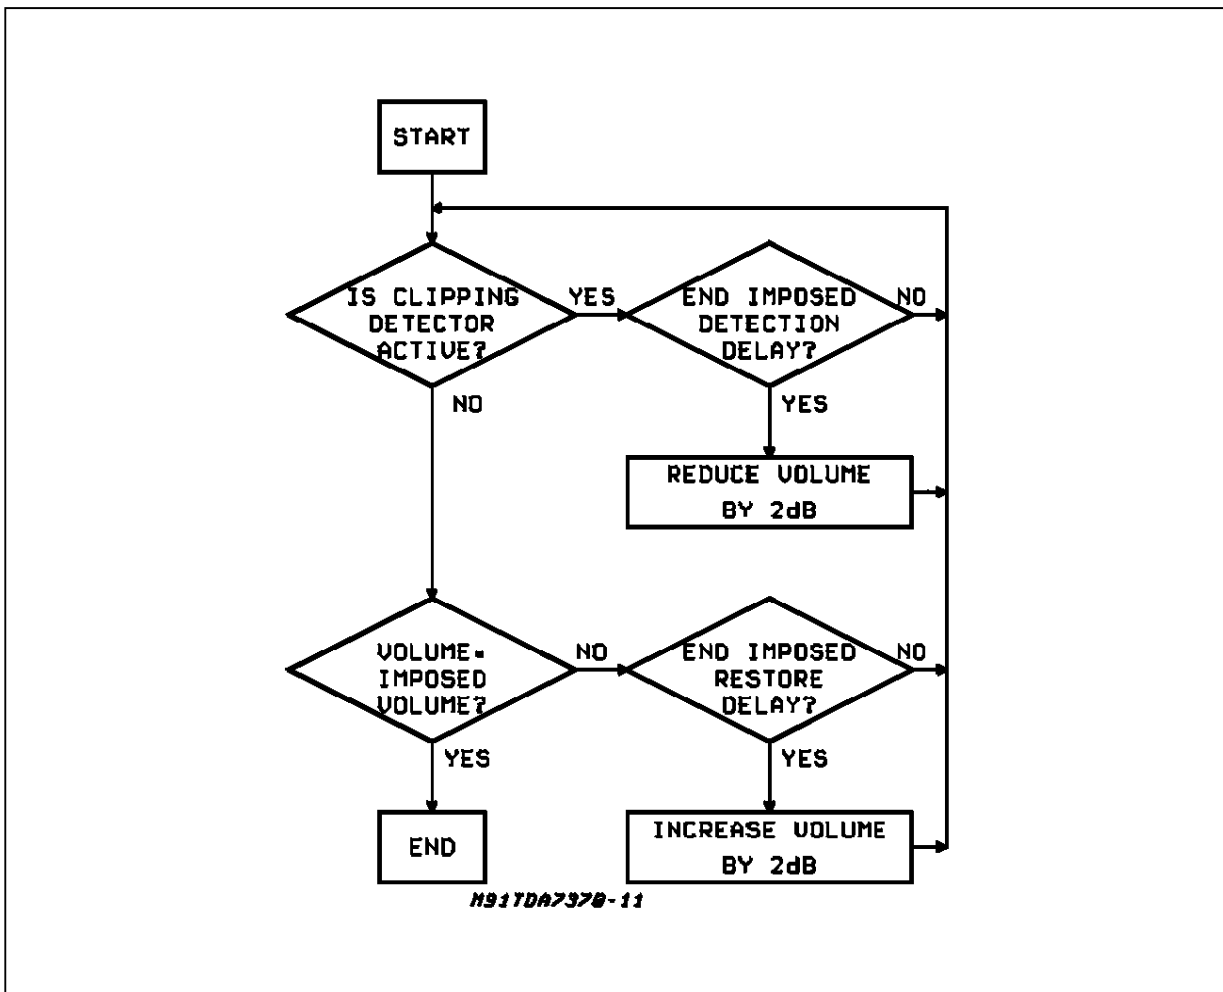 START
IS CLIPPING
DETECTOR
ACTIVE?
YES
END IMPOSED
DETECTION
DELAY?
NO
NO
YES
REDUCE VOLUME
BY 2dB
VOLUME=
IMPOSED
VOLUME?
NO
END IMPOSED
RESTORE
DELAY?
NO
YES
YES
END
INCREASE VOLUME
BY 2dB
M91TDA7370-11